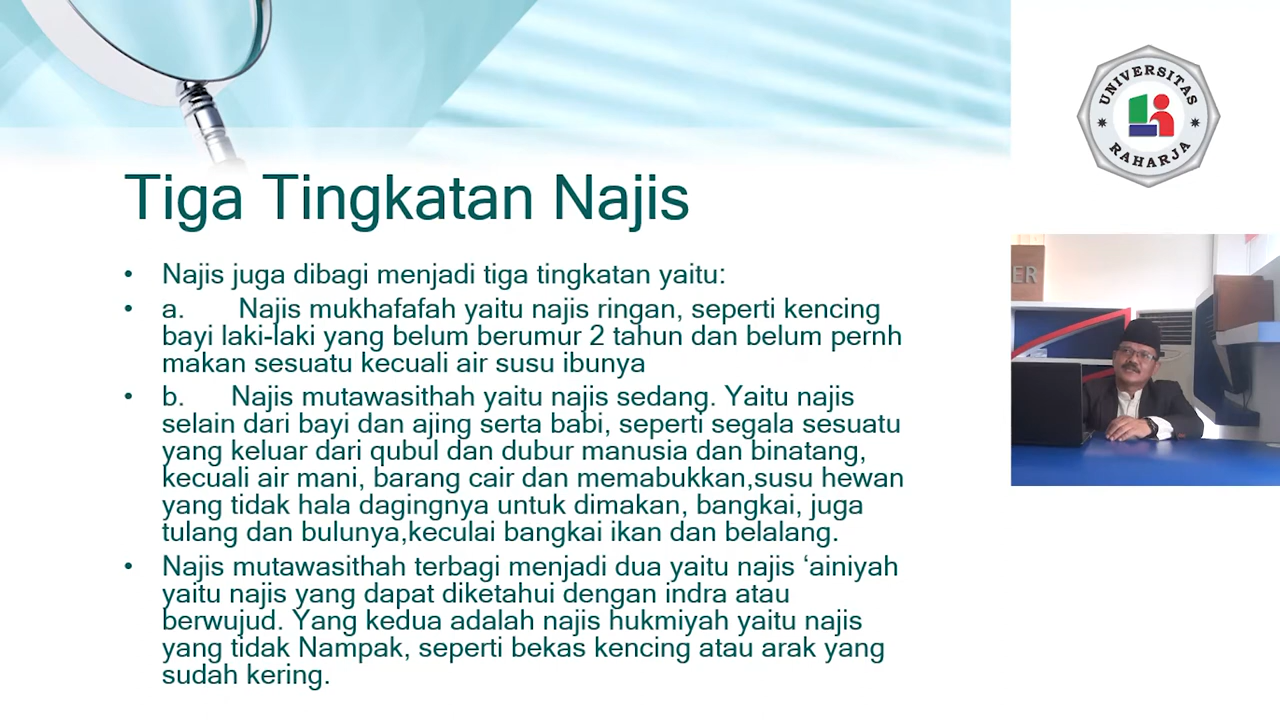 Tiga Tingkatan Najis
• Najis juga dibagi menjadi tiga tingkatan yaitu:
• a. Najis mukhafafah yaitu najis ringan, seperti kencing
bayi laki-laki yang belum berumur 2 tahun dan belum pernh
makan sesuatu kecuali air susu ibunya
• b. Najis mutawasithah yaitu najis sedang. Yaitu najis
selain dari bayi dan ajing serta babi, seperti segala sesuatu
yang keluar dari qubul dan dubur manusia dan binatang,
kecuali air mani, barang cair dan memabukkan,susu hewan
yang tidak hala dagingnya untuk dimakan, bangkai, juga
tulang dan bulunya,keculai bangkai ikan dan belalang.
• Najis mutawasithah terbagi menjadi dua yaitu najis ‘ainiyah
yaitu najis yang dapat diketahui dengan indra atau
berwujud. Yang kedua adalah najis hukmiyah yaitu najis
yang tidak Nampak, seperti bekas kencing atau arak yang
sudah kering.
UNIVERSITAS
RAHARJA
ER